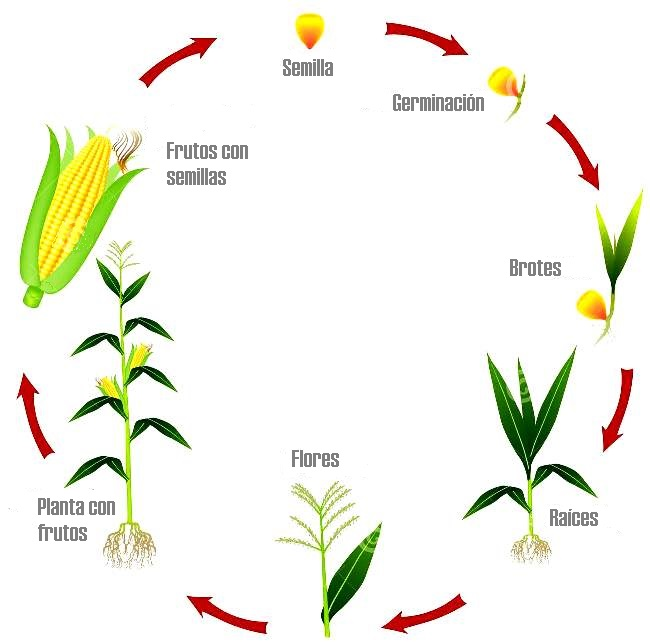 Semilla
Germinación
Frutos con
semillas
Brotes
Flores
Planta con
frutos
Raíces